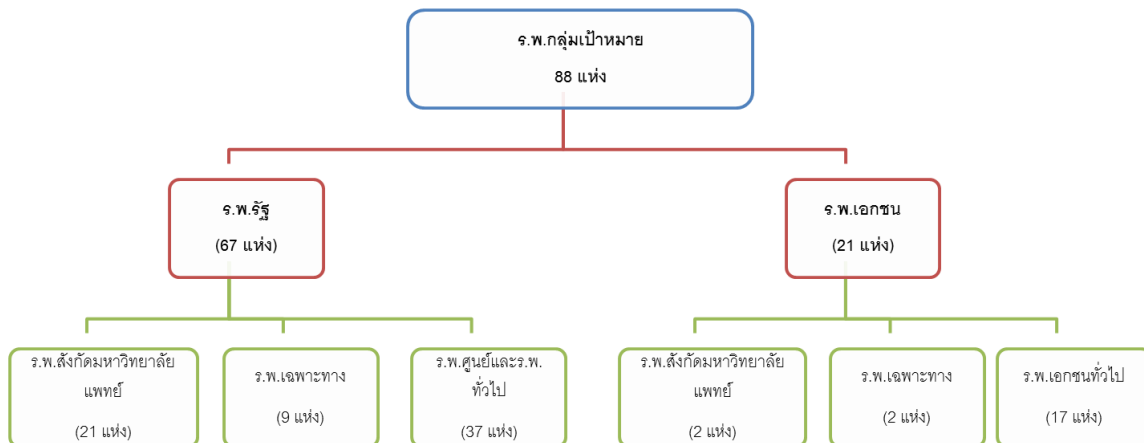 ร.พ.กลุ่มเป้าหมาย
88 แห่ง
ร.พ.รัฐ
(67 แห่ง)
ร.พ.เอกชน
(21 แห่ง)
ร.พ.สังกัดมหาวิทยาลัย
แพทย์
(21 แห่ง)
ร.พ.เฉพาะทาง
(9 แห่ง)
ร.พ.ศูนย์และร.พ.
ทั่วไป
(37 แห่ง)
ร.พ.สังกัดมหาวิทยาลัย
แพทย์
(2 แห่ง)
ร.พ.เฉพาะทาง
(2 แห่ง)
ร.พ.เอกชนทั่วไป
(17 แห่ง)